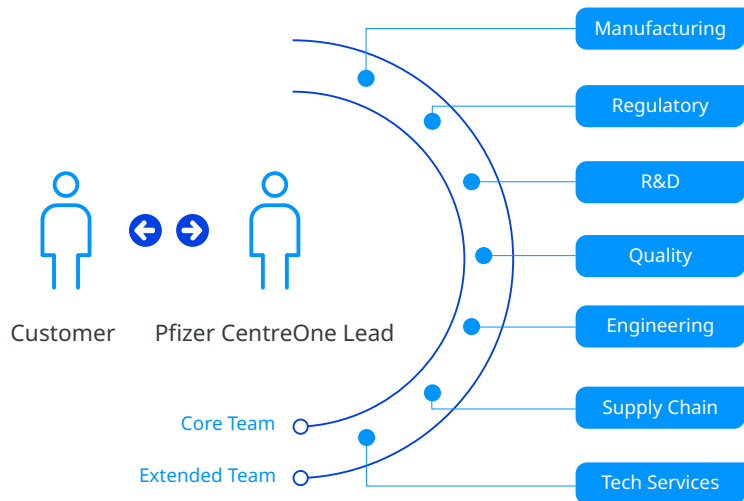 Manufacturing
Regulatory
R&D
Quality
Customer
Pfizer CentreOne Lead
Engineering
Supply Chain
Core Team
Extended Team
Tech Services